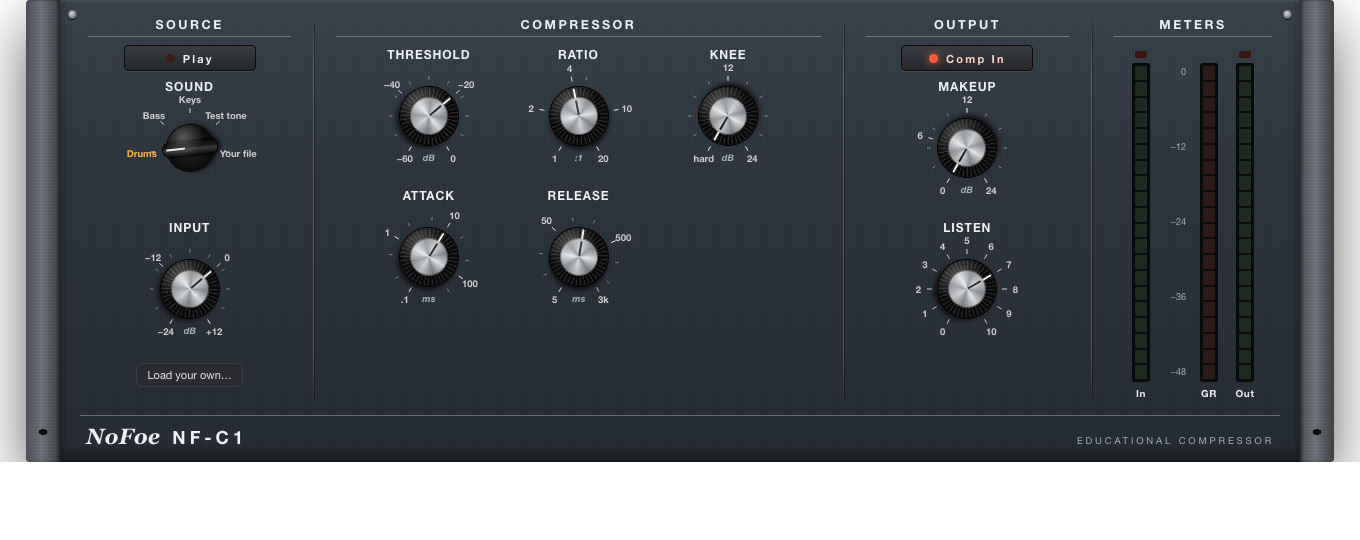 SOURCE
Play
SOUND
Keys
Bass
Test tone
Drums
Your file
INPUT
−12
0
−24
dB
+12
Load your own…
COMPRESSOR
THRESHOLD
−40
−20
−60
dB
0
RATIO
4
2
10
1
:1
20
KNEE
12
hard
dB
24
ATTACK
10
1
100
.1
ms
RELEASE
50
500
5
ms
3k
OUTPUT
Comp In
MAKEUP
12
6
0
dB
24
LISTEN
5
4
6
3
7
2
8
1
9
0
10
METERS
0
−12
−24
−36
−48
In
GR
Out
NoFoe NF-C1
EDUCATIONAL COMPRESSOR